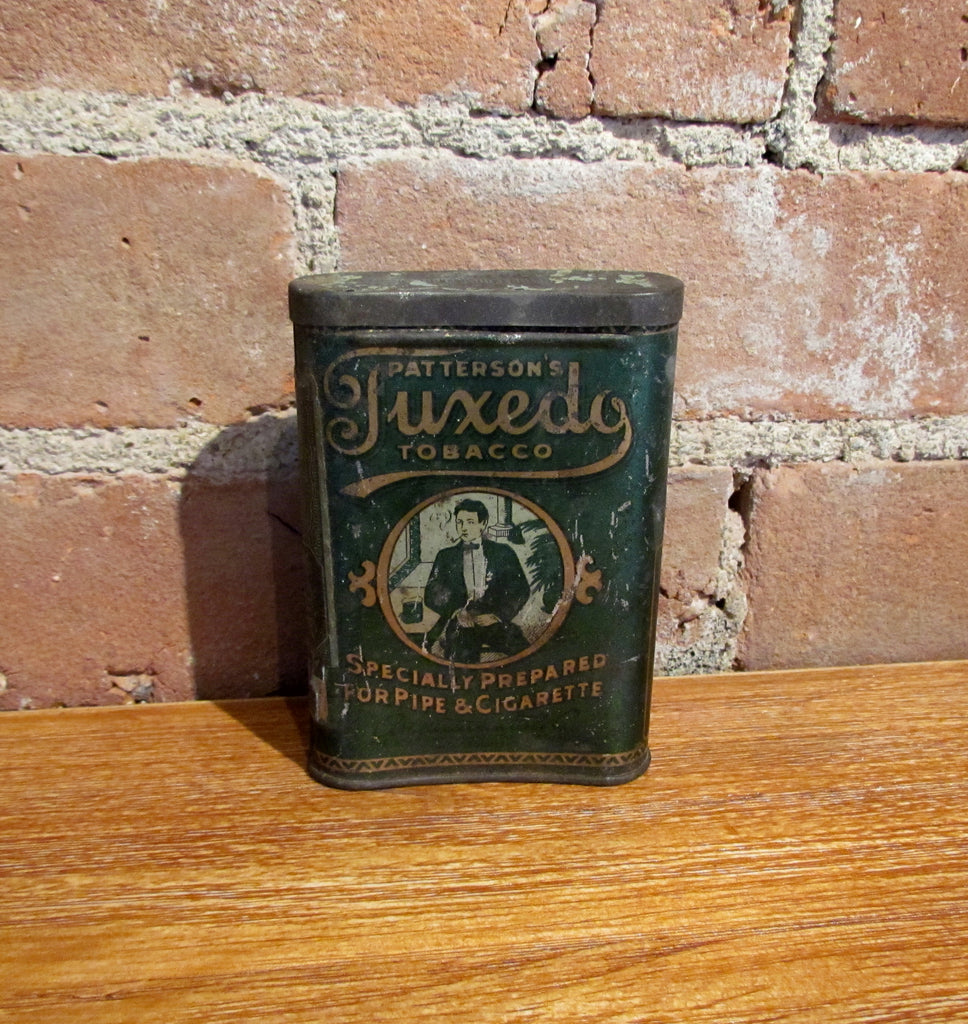 PATTERSON'S
Tuxedo
TOBACCO
SPECIALLY PREPARED
FOR PIPE & CIGARETTE